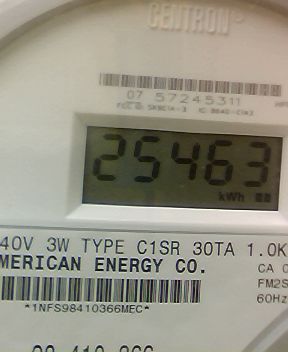 CENTRON®
07 57245311
25463
kWh
40V 3W TYPE C1SR 30TA 1.0K
MERICAN ENERGY CO.
CA
FM2S
60Hz
*1NFS98410366MEC*